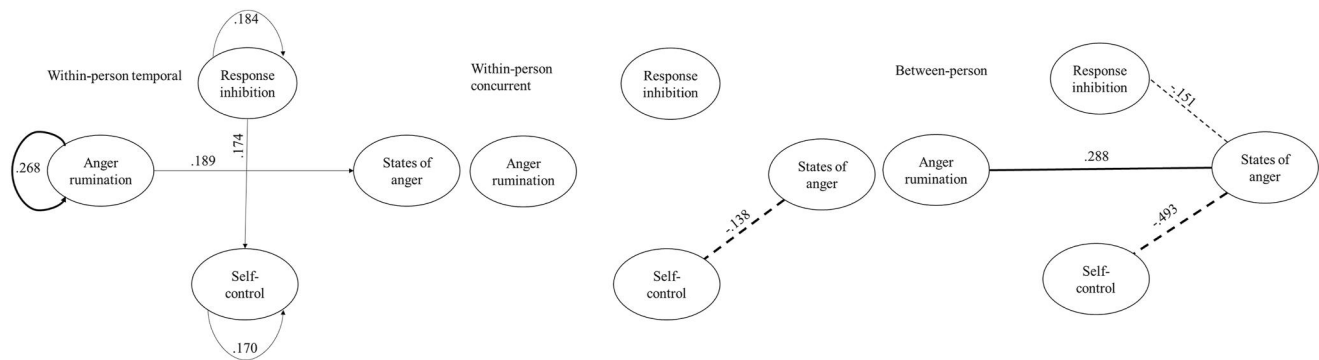 Within-person temporal
.184
Response
inhibition
.174
.268
Anger
rumination
.189
States of
anger
Self-
control
.170
Within-person
concurrent
Response
inhibition
Anger
rumination
States of
anger
-.138
Self-
control
Between-person
Response
inhibition
-.151
Anger
rumination
.288
States of
anger
-.493
Self-
control